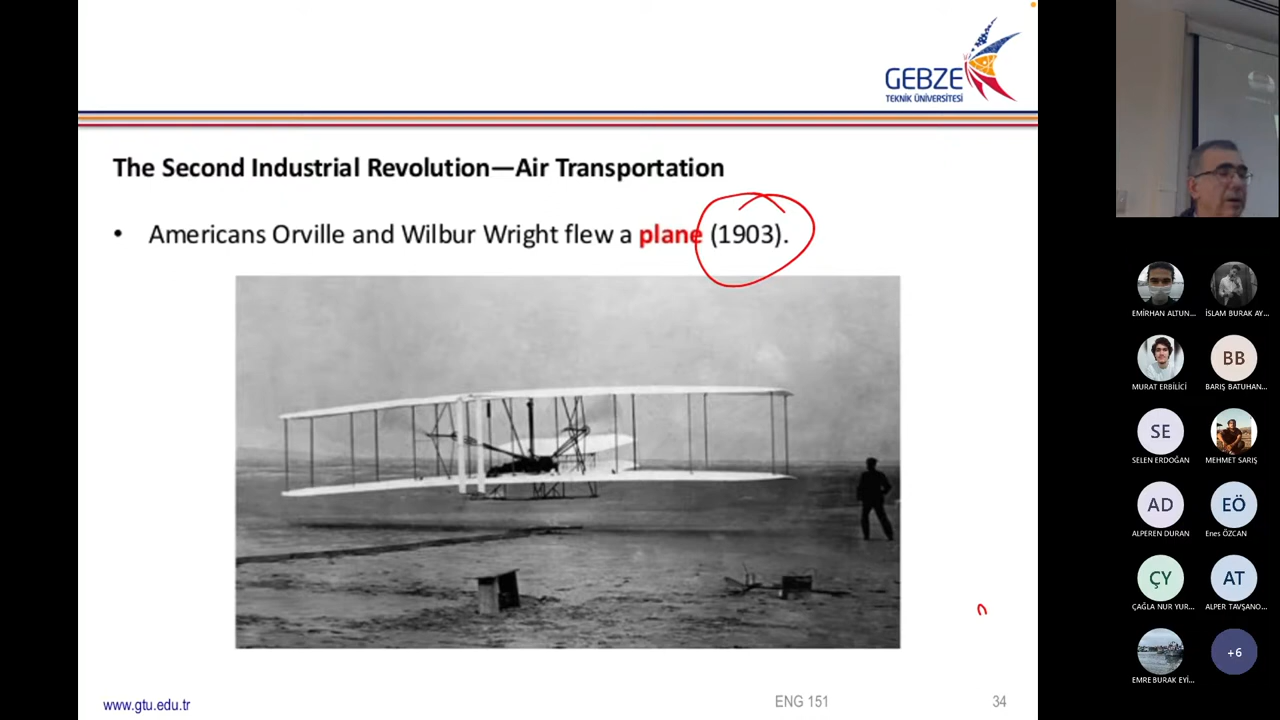 GEBZE
TEKNİK ÜNİVERSİTESİ
The Second Industrial Revolution—Air Transportation
• Americans Orville and Wilbur Wright flew a plane (1903).
www.gtu.edu.tr
ENG 151
34
EMİRHAN ALTUN...
İSLAM BURAK AY...
MURAT ERBİLİCİ
BB
BARIŞ BATUHAN...
SE
SELEN ERDOĞAN
MEHMET SARIŞ
AD
ALPEREN DURAN
EÖ
Enes ÖZCAN
ÇY
ÇAĞLA NUR YUR...
AT
ALPER TAVŞANO...
EMRE BURAK EYİ...
+6